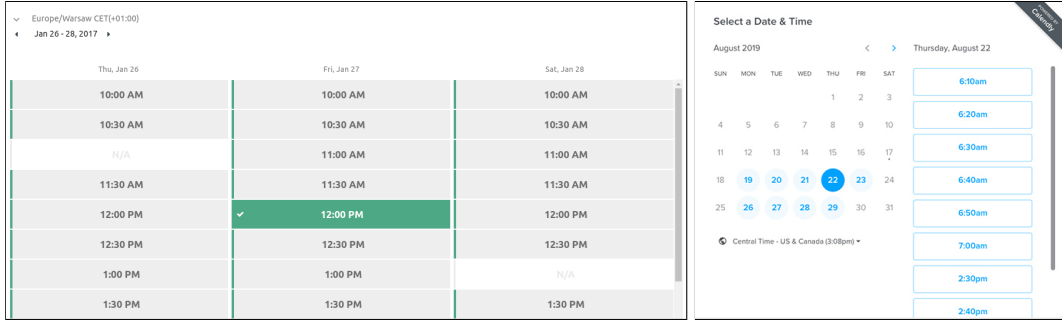 Europe/Warsaw CET(+01:00)
Jan 26 - 28, 2017
Thu, Jan 26 Fri, Jan 27 Sat, Jan 28
10:00 AM 10:00 AM 10:00 AM
10:30 AM 10:30 AM 10:30 AM
N/A 11:00 AM 11:00 AM
11:30 AM 11:30 AM 11:30 AM
12:00 PM 12:00 PM 12:00 PM
12:30 PM 12:30 PM 12:30 PM
1:00 PM 1:00 PM N/A
1:30 PM 1:30 PM 1:30 PM
Select a Date & Time
POWERED BY
Calendly
August 2019
SUN MON TUE WED THU FRI SAT
1 2 3
4 5 6 7 8 9 10
11 12 13 14 15 16 17
18 19 20 21 22 23 24
25 26 27 28 29 30 31
Central Time - US & Canada (3:08pm)
Thursday, August 22
6:10am
6:20am
6:30am
6:40am
6:50am
7:00am
2:30pm
2:40pm